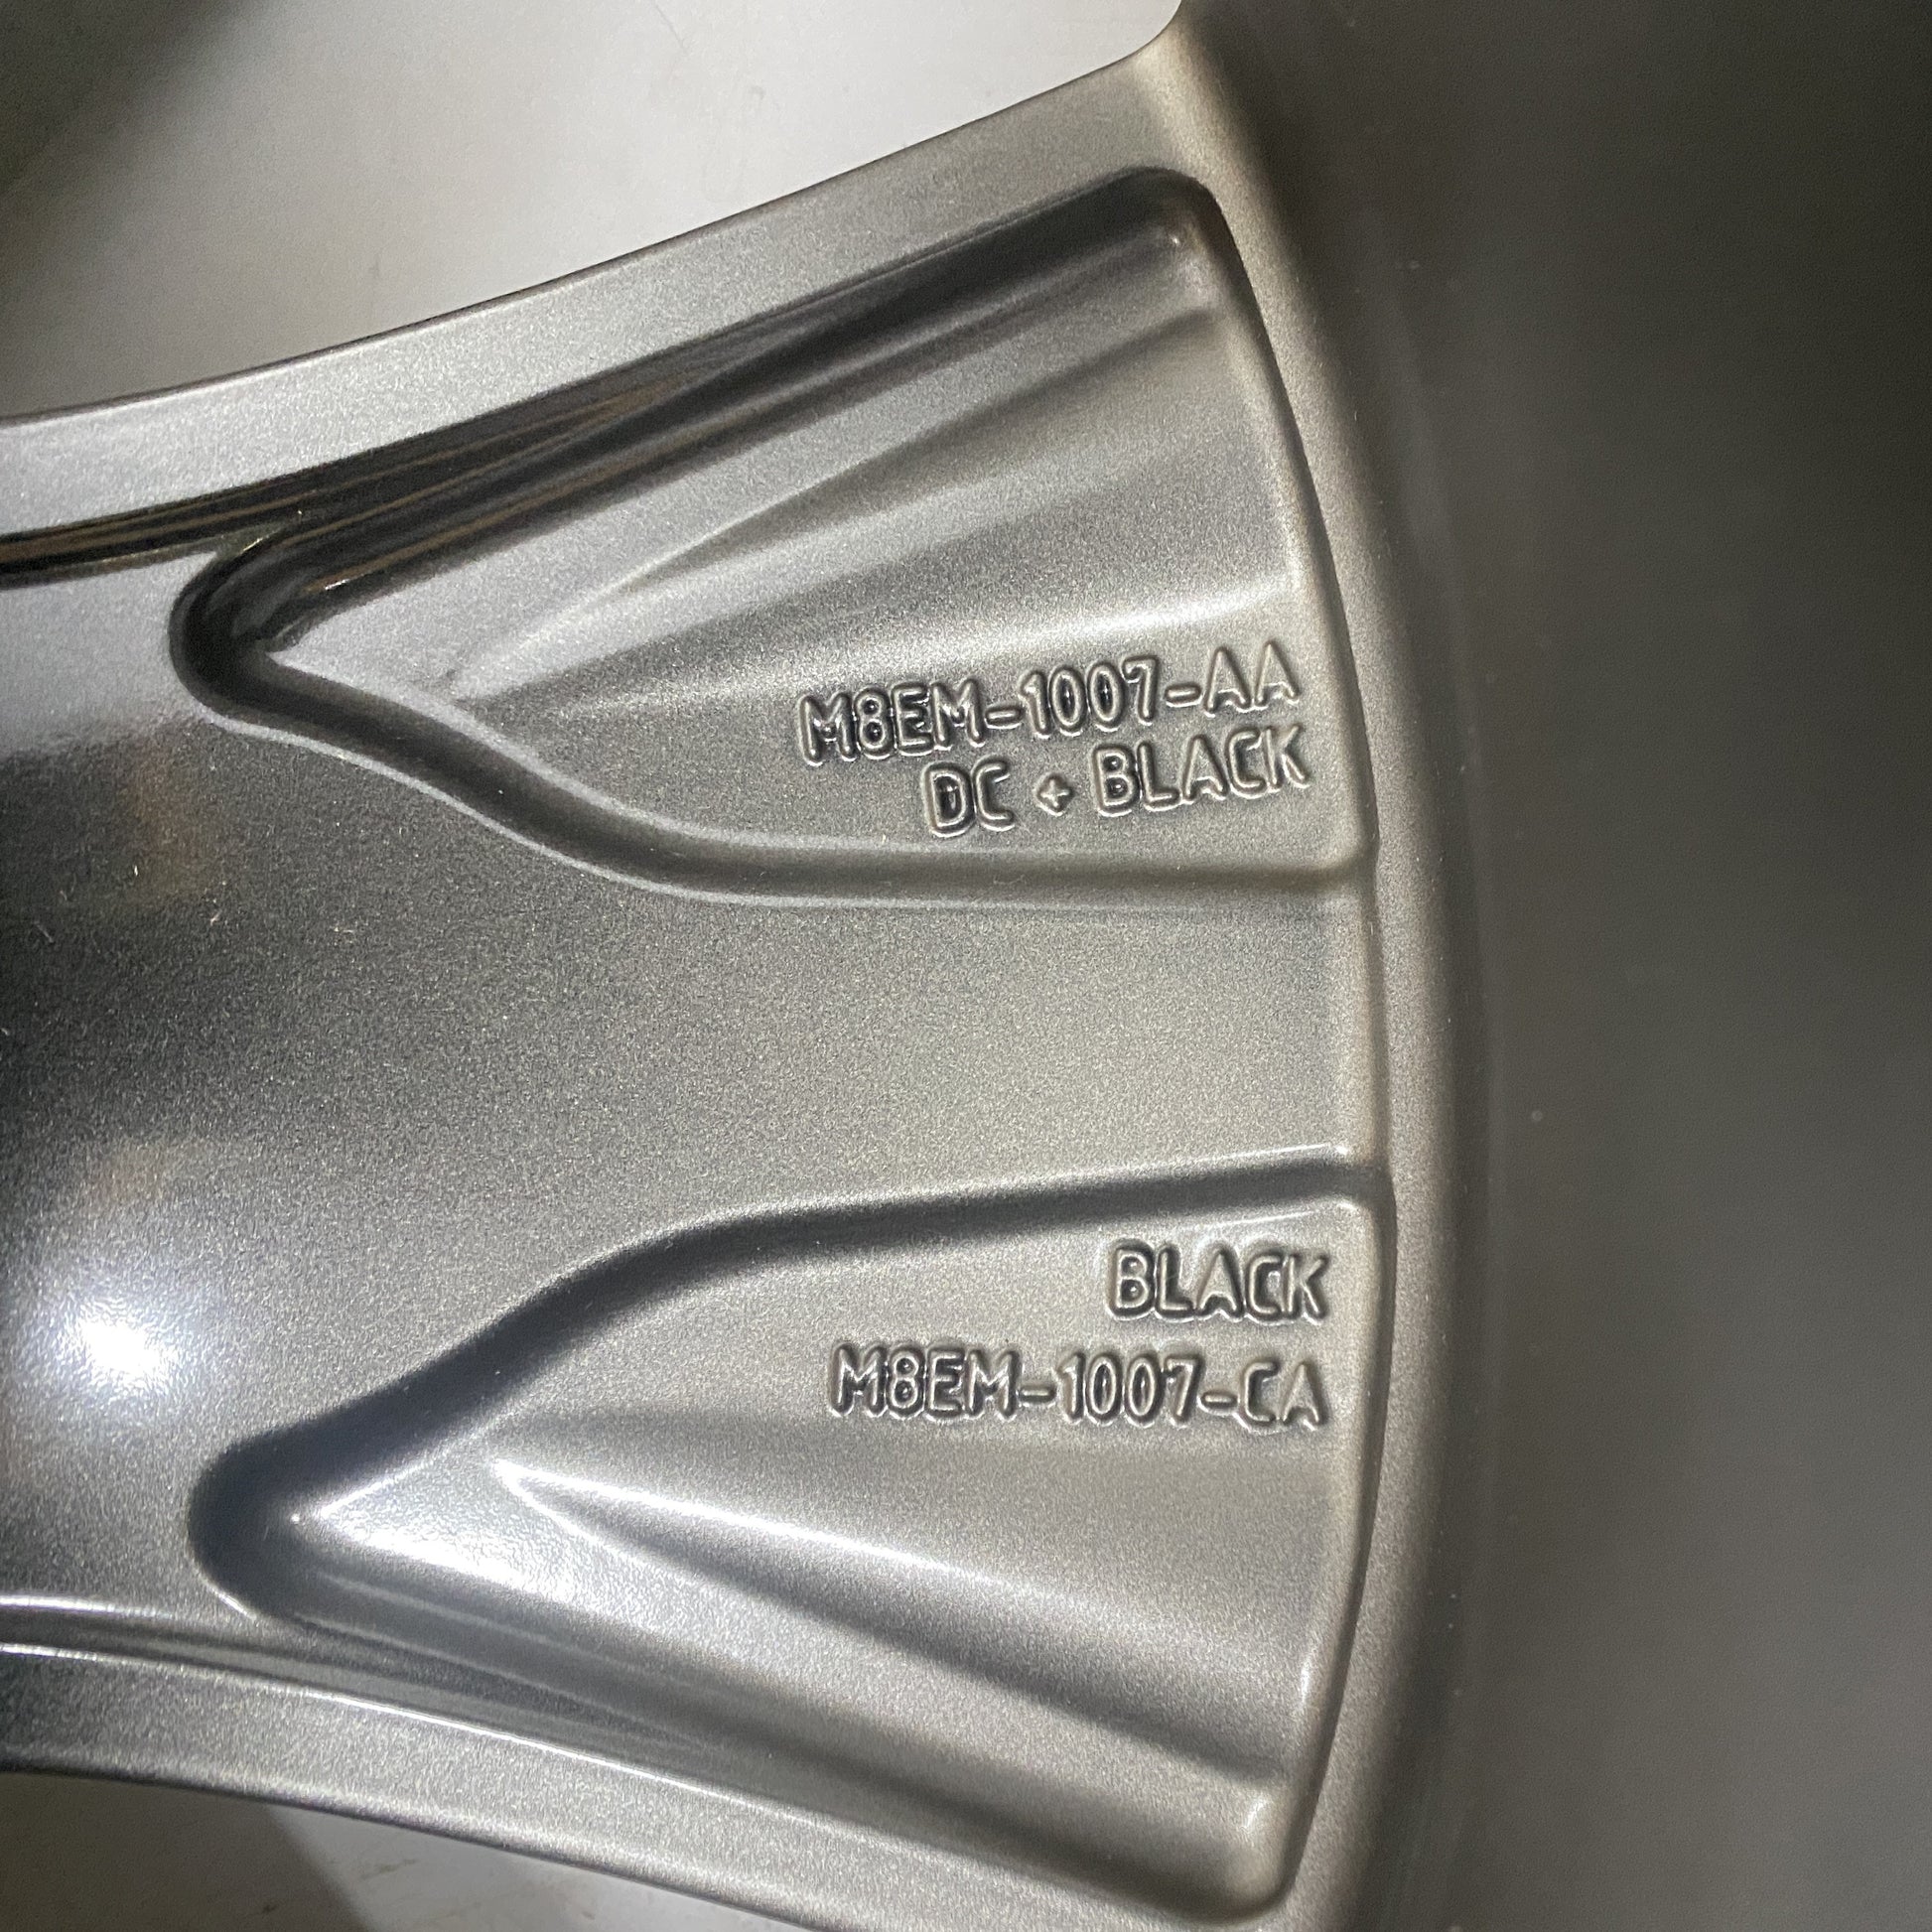 M8EM-1007-AA
DC + BLACK
BLACK
M8EM-1007-CA